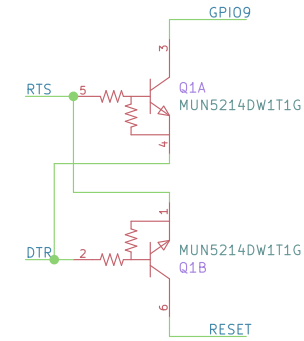 GPIO9
3
RTS
5
Q1A
MUN5214DW1T1G
4
1
DTR
2
MUN5214DW1T1G
Q1B
6
RESET